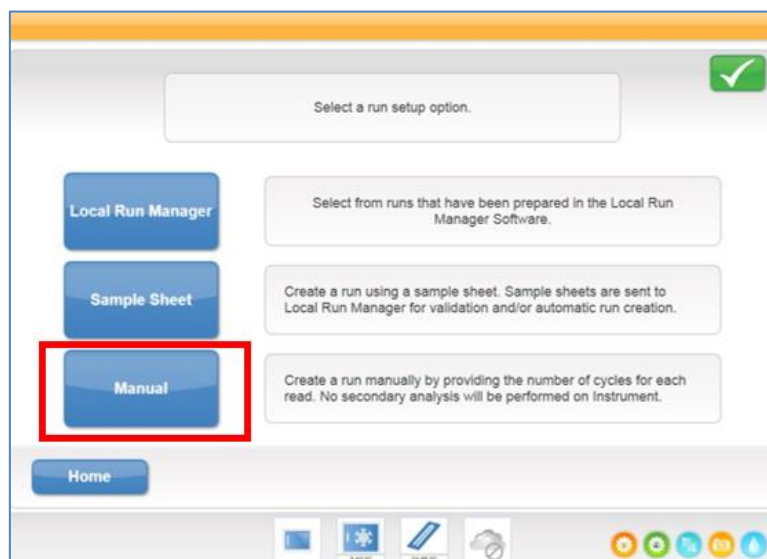 Select a run setup option.
Local Run Manager
Select from runs that have been prepared in the Local Run
Manager Software.
Sample Sheet
Create a run using a sample sheet. Sample sheets are sent to
Local Run Manager for validation and/or automatic run creation.
Manual
Create a run manually by providing the number of cycles for each
read. No secondary analysis will be performed on Instrument.
Home